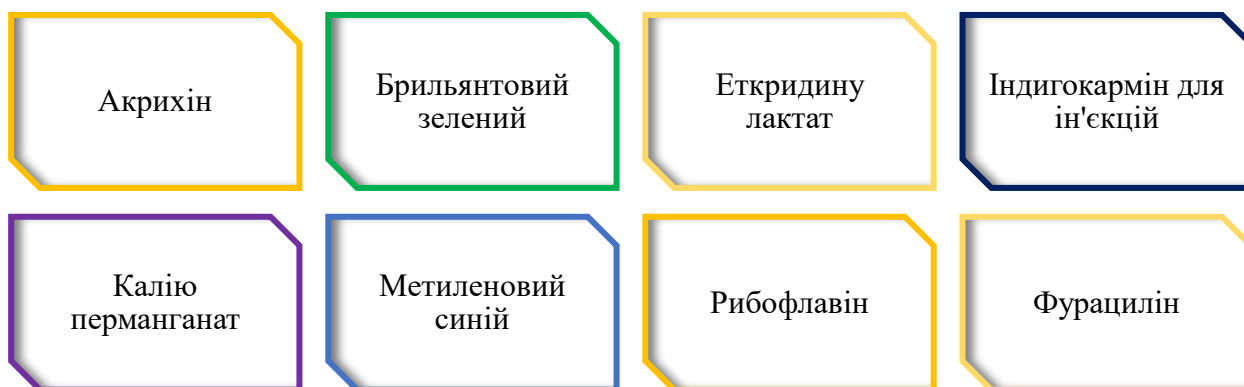 Акрихін
Брильянтовий
зелений
Еткридину
лактат
Індигокармін для
ін'єкцій
Калію
перманганат
Метиленовий
синій
Рибофлавін
Фурацилін